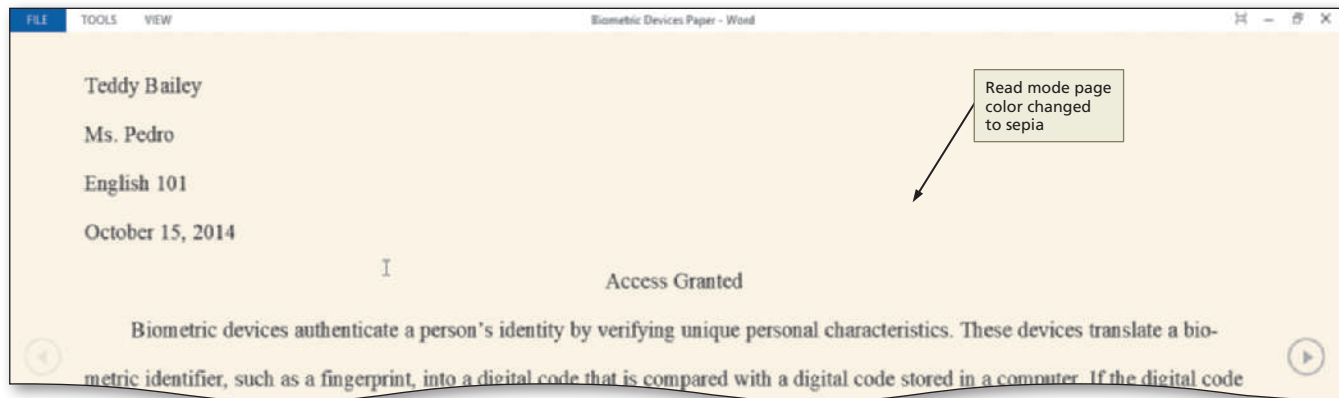 FILE TOOLS VIEW Biometric Devices Paper - Word
Teddy Bailey
Read mode page
color changed
to sepia
Ms. Pedro
English 101
October 15, 2014
Access Granted
Biometric devices authenticate a person's identity by verifying unique personal characteristics. These devices translate a bio-
metric identifier, such as a fingerprint, into a digital code that is compared with a digital code stored in a computer. If the digital code